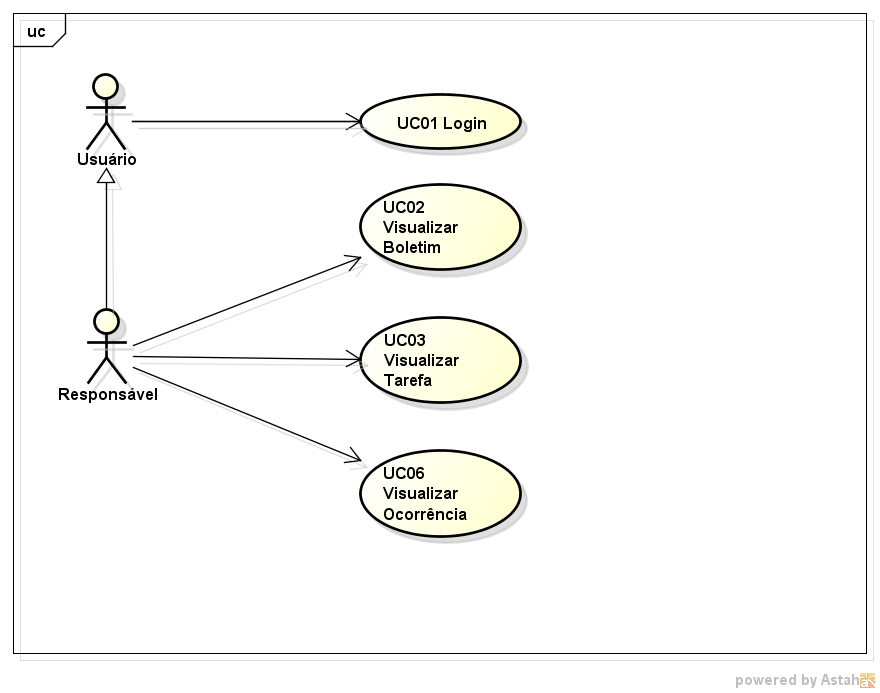 uc
UC01 Login
Usuário
UC02
Visualizar
Boletim
UC03
Visualizar
Tarefa
Responsável
UC06
Visualizar
Ocorrência
powered by Astah